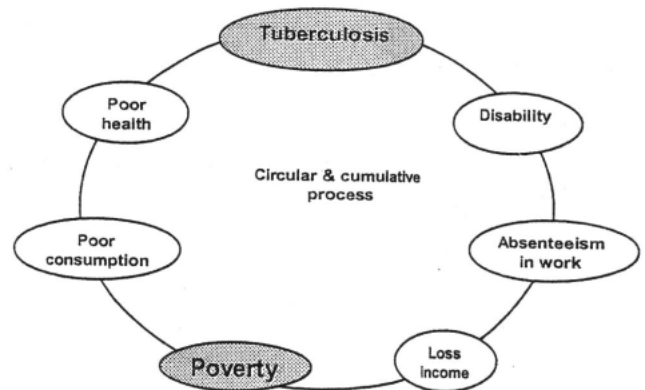 Tuberculosis
Poor
health
Disability
Circular & cumulative
process
Poor
consumption
Absenteeism
in work
Poverty
Loss
income